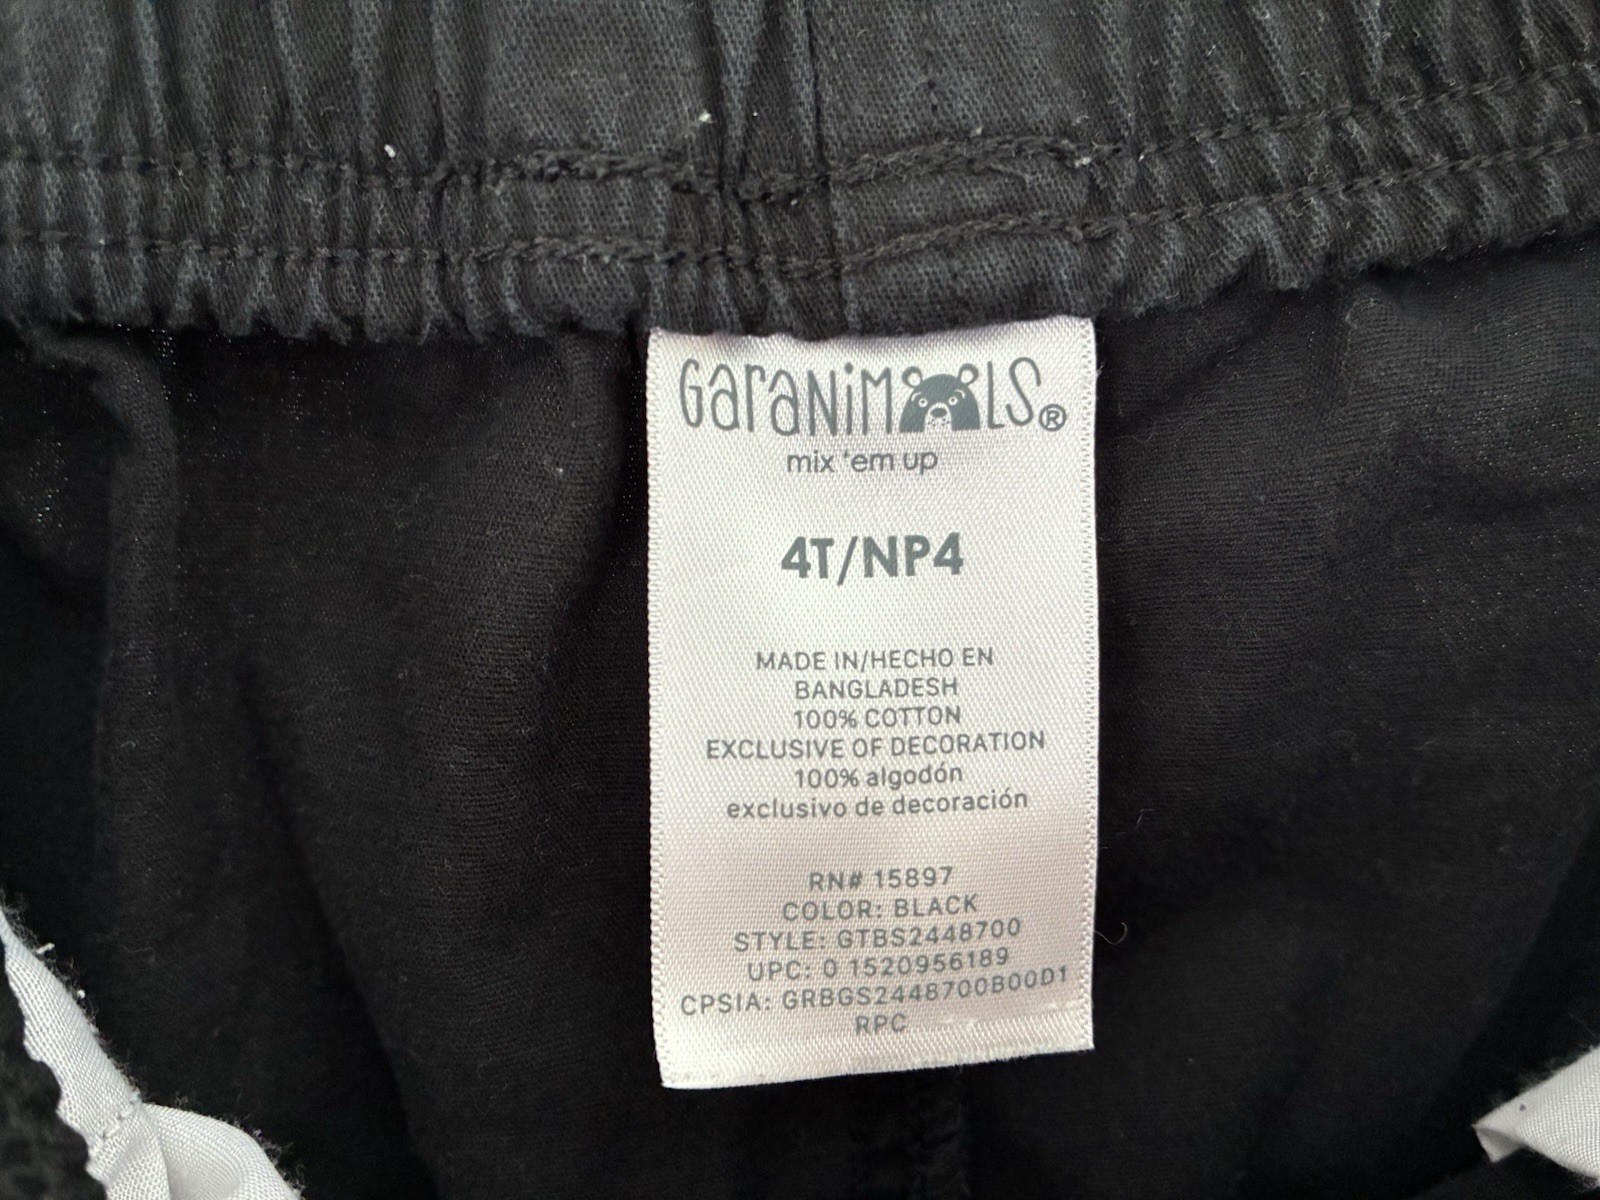 GaraNiMALS®
mix 'em up
4T/NP4
MADE IN/HECHO EN
BANGLADESH
100% COTTON
EXCLUSIVE OF DECORATION
100% algodón
exclusivo de decoración
RN# 15897
COLOR: BLACK
STYLE: GTBS2448700
UPC: 0 1520956189
CPSIA: GRBGS2448700B00D1
RPC